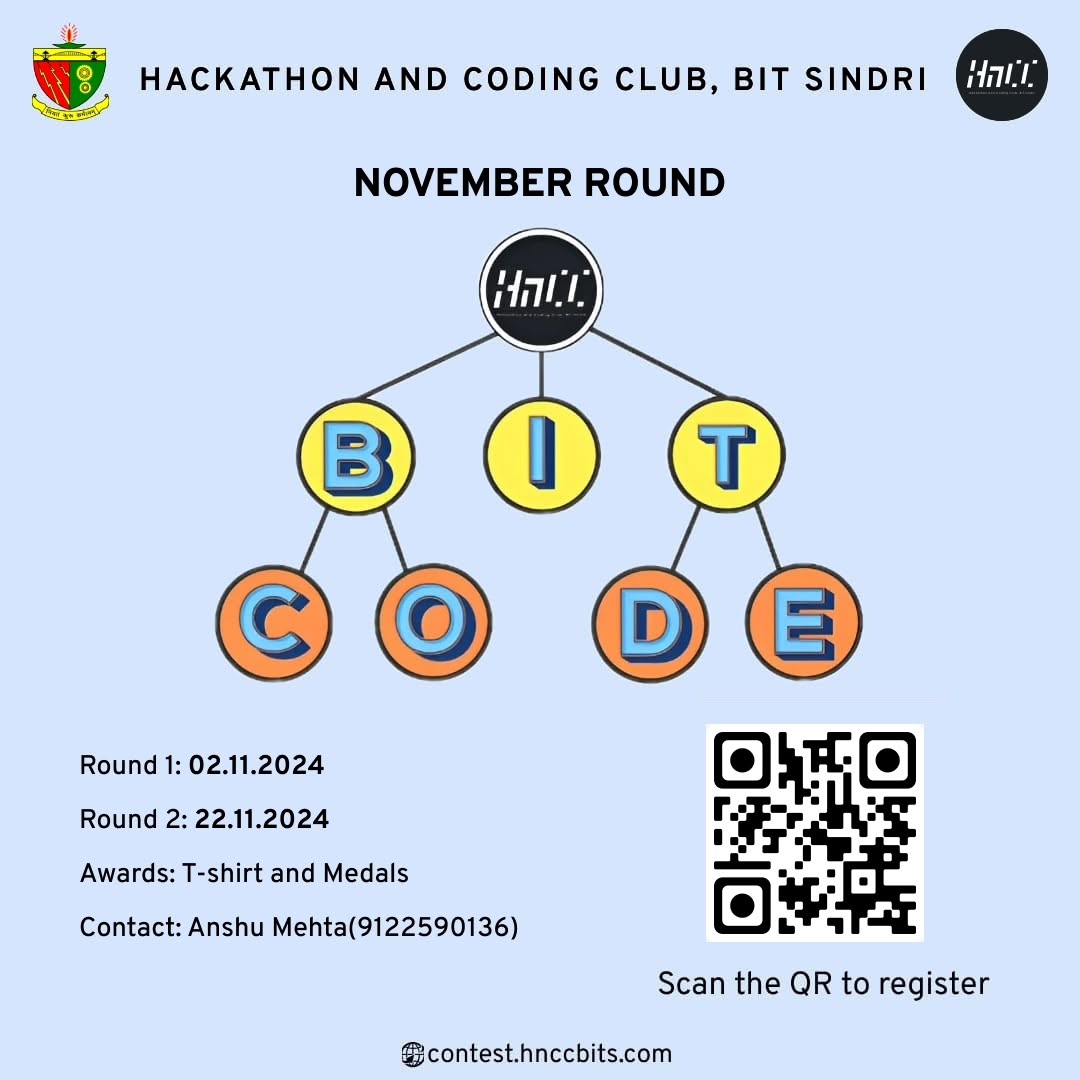 HACKATHON AND CODING CLUB, BIT SINDRI
HnCC
NOVEMBER ROUND
HnCC
B I T
C O D E
Round 1: 02.11.2024
Round 2: 22.11.2024
Awards: T-shirt and Medals
Contact: Anshu Mehta(9122590136)
Scan the QR to register
contest.hnccbits.com